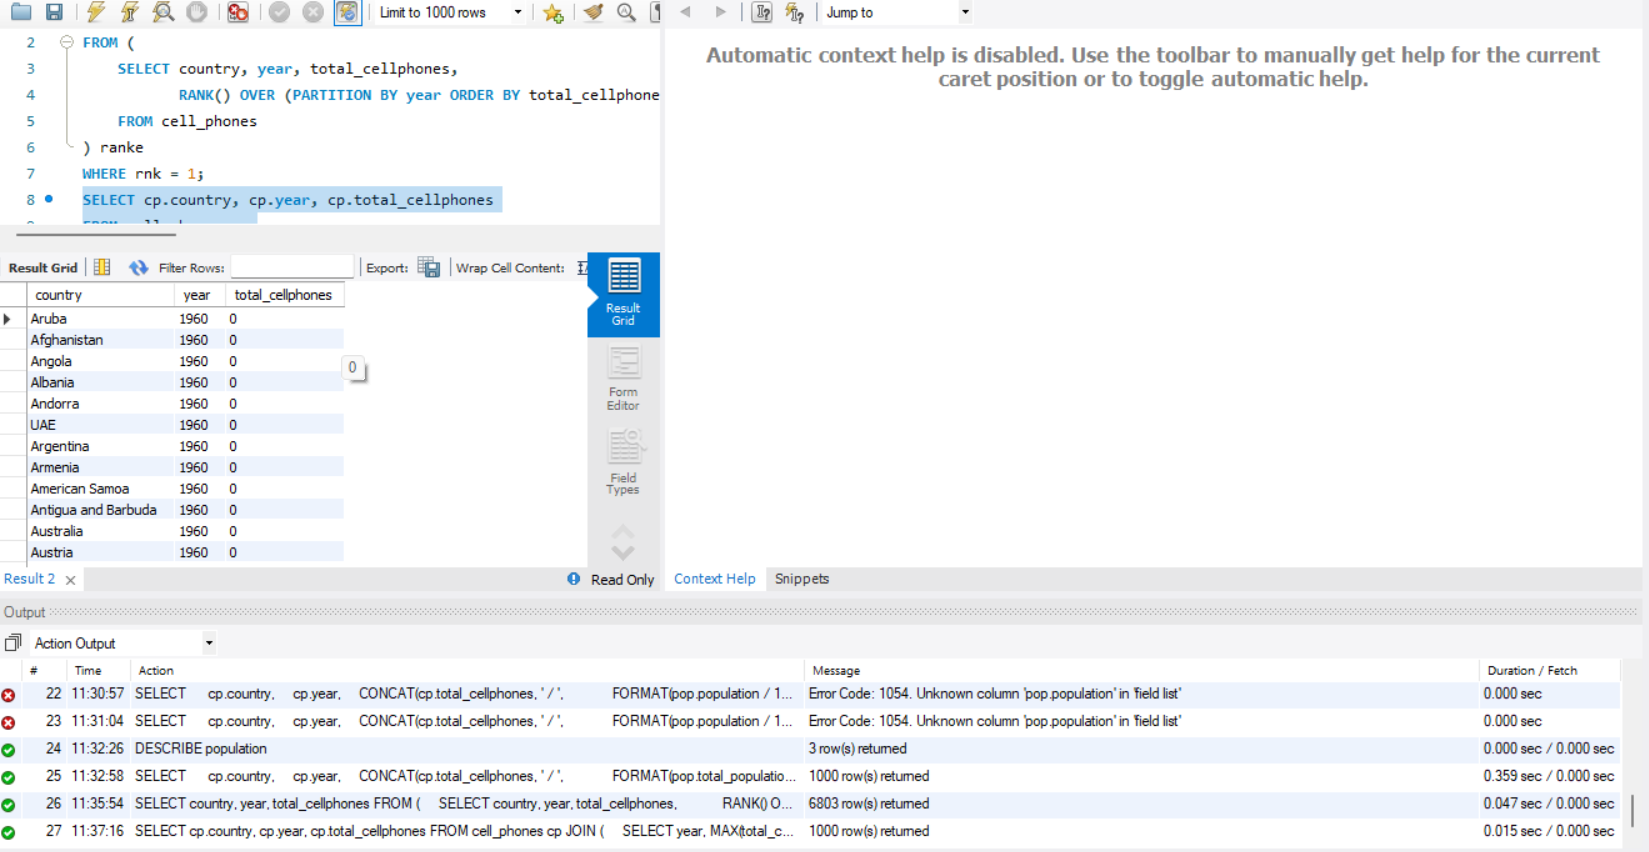 Limit to 1000 rows
Jump to
2 FROM (
3 SELECT country, year, total_cellphones,
4 RANK() OVER (PARTITION BY year ORDER BY total_cellphone
5 FROM cell_phones
6 ) ranke
7 WHERE rnk = 1;
8 SELECT cp.country, cp.year, cp.total_cellphones
Automatic context help is disabled. Use the toolbar to manually get help for the current
caret position or to toggle automatic help.
Result Grid Filter Rows: Export: Wrap Cell Content:
country year total_cellphones
Aruba 1960 0
Afghanistan 1960 0
Angola 1960 0
Albania 1960 0
Andorra 1960 0
UAE 1960 0
Argentina 1960 0
Armenia 1960 0
American Samoa 1960 0
Antigua and Barbuda 1960 0
Australia 1960 0
Austria 1960 0
0
Result
Grid
Form
Editor
Field
Types
Result 2 Read Only
Context Help Snippets
Output
Action Output
# Time Action Message Duration / Fetch
22 11:30:57 SELECT cp.country, cp.year, CONCAT(cp.total_cellphones, ' / ', FORMAT(pop.population / 1... Error Code: 1054. Unknown column 'pop.population' in 'field list' 0.000 sec
23 11:31:04 SELECT cp.country, cp.year, CONCAT(cp.total_cellphones, ' / ', FORMAT(pop.population / 1... Error Code: 1054. Unknown column 'pop.population' in 'field list' 0.000 sec
24 11:32:26 DESCRIBE population 3 row(s) returned 0.000 sec / 0.000 sec
25 11:32:58 SELECT cp.country, cp.year, CONCAT(cp.total_cellphones, ' / ', FORMAT(pop.total_populatio... 1000 row(s) returned 0.359 sec / 0.000 sec
26 11:35:54 SELECT country, year, total_cellphones FROM ( SELECT country, year, total_cellphones, RANK() O... 6803 row(s) returned 0.047 sec / 0.000 sec
27 11:37:16 SELECT cp.country, cp.year, cp.total_cellphones FROM cell_phones cp JOIN ( SELECT year, MAX(total_c... 1000 row(s) returned 0.015 sec / 0.000 sec